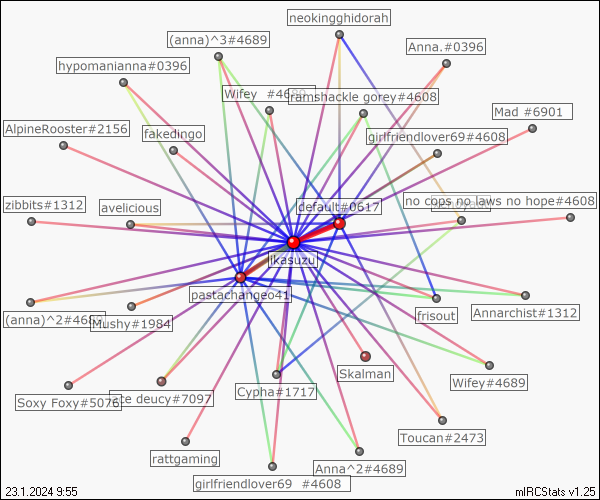 neokingghidorah
(anna)^3#4689
Anna.#0396
hypomanianna#0396
Wifey #4689
ramshackle gorey#4608
Mad #6901
AlpineRooster#2156
fakedingo
girlfriendlover69#4608
zibbits#1312
avelicious
default#0617
no cops no laws no hope#4608
lkasuzu
pastachange041
(anna)^2#4689
Mushy#1984
frisout
Annarchist#1312
Skalman
Soxy Foxy#5076
deucy#7097
Cypha#1717
Wifey#4689
Toucan#2473
rattgaming
Anna^2#4689
girlfriendlover69 #4608
23.1.2024 9:55
mIRCStats v1.25